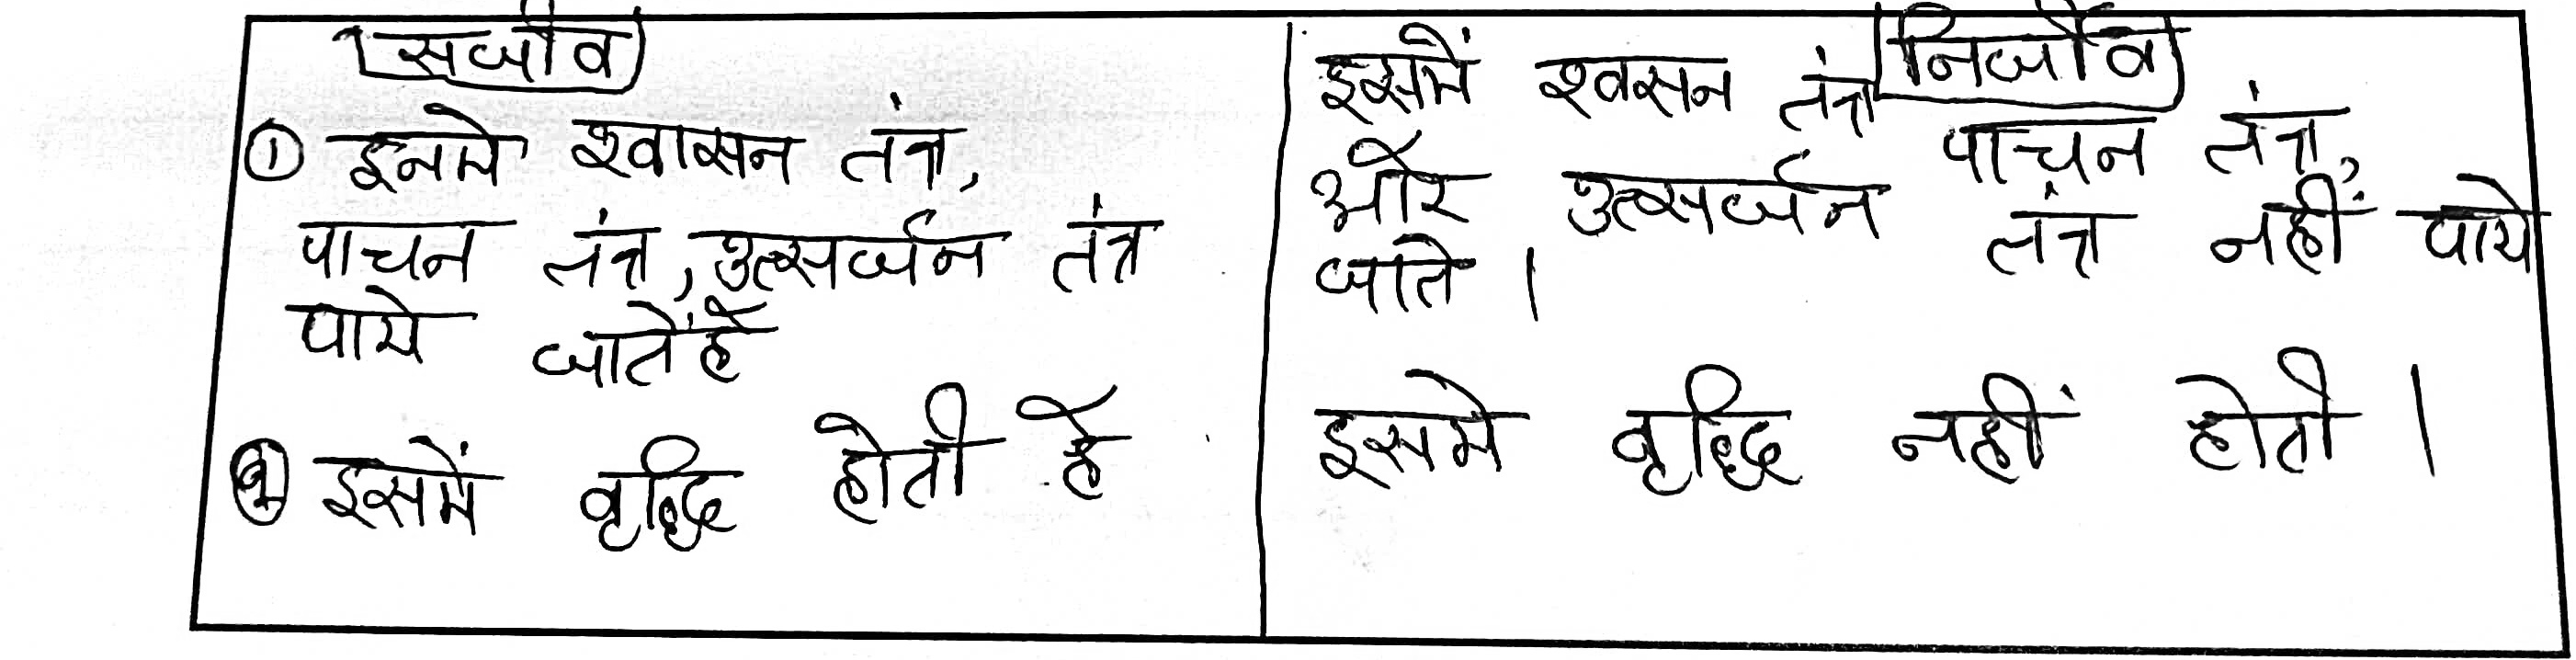 सजीव
① इनमे श्वासन तंत्र,
पाचन तंत्र, उत्सर्जन तंत्र
पाये जातें है
② इसमें वृद्धि होती है
निर्जीव
इसमें श्वसन तंत्र पाचन तंत्र,
और उत्सर्जन तंत्र नहीं पाये
जाते ।
इसमे वृद्धि नहीं होती ।